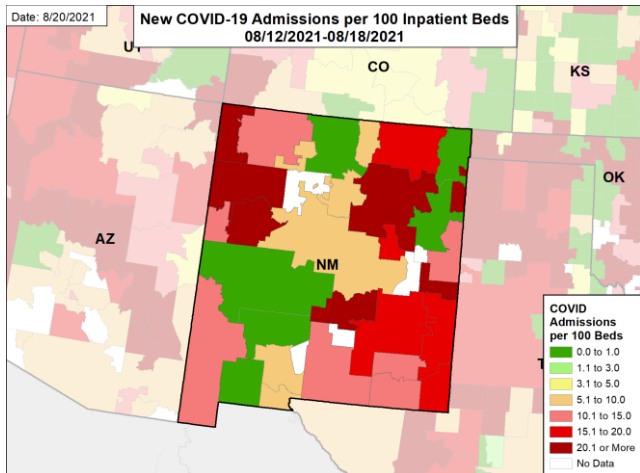 Date: 8/20/2021
New COVID-19 Admissions per 100 Inpatient Beds
08/12/2021-08/18/2021
UT
CO
KS
OK
AZ
NM
T
COVID
Admissions
per 100 Beds
0.0 to 1.0
1.1 to 3.0
3.1 to 5.0
5.1 to 10.0
10.1 to 15.0
15.1 to 20.0
20.1 or More
No Data